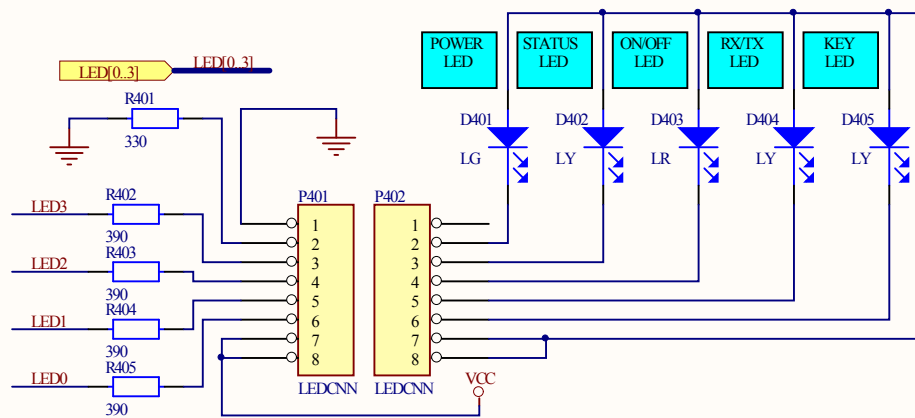 POWER
LED
STATUS
LED
ON/OFF
LED
RX/TX
LED
KEY
LED
LED[0..3]
LED[0..3]
R401
330
D401
LG
D402
LY
D403
LR
D404
LY
D405
LY
P401
P402
LED3
R402
390
LED2
R403
390
LED1
R404
390
LED0
R405
390
1
2
3
4
5
6
7
8
LEDCNN
1
2
3
4
5
6
7
8
LEDCNN
VCC